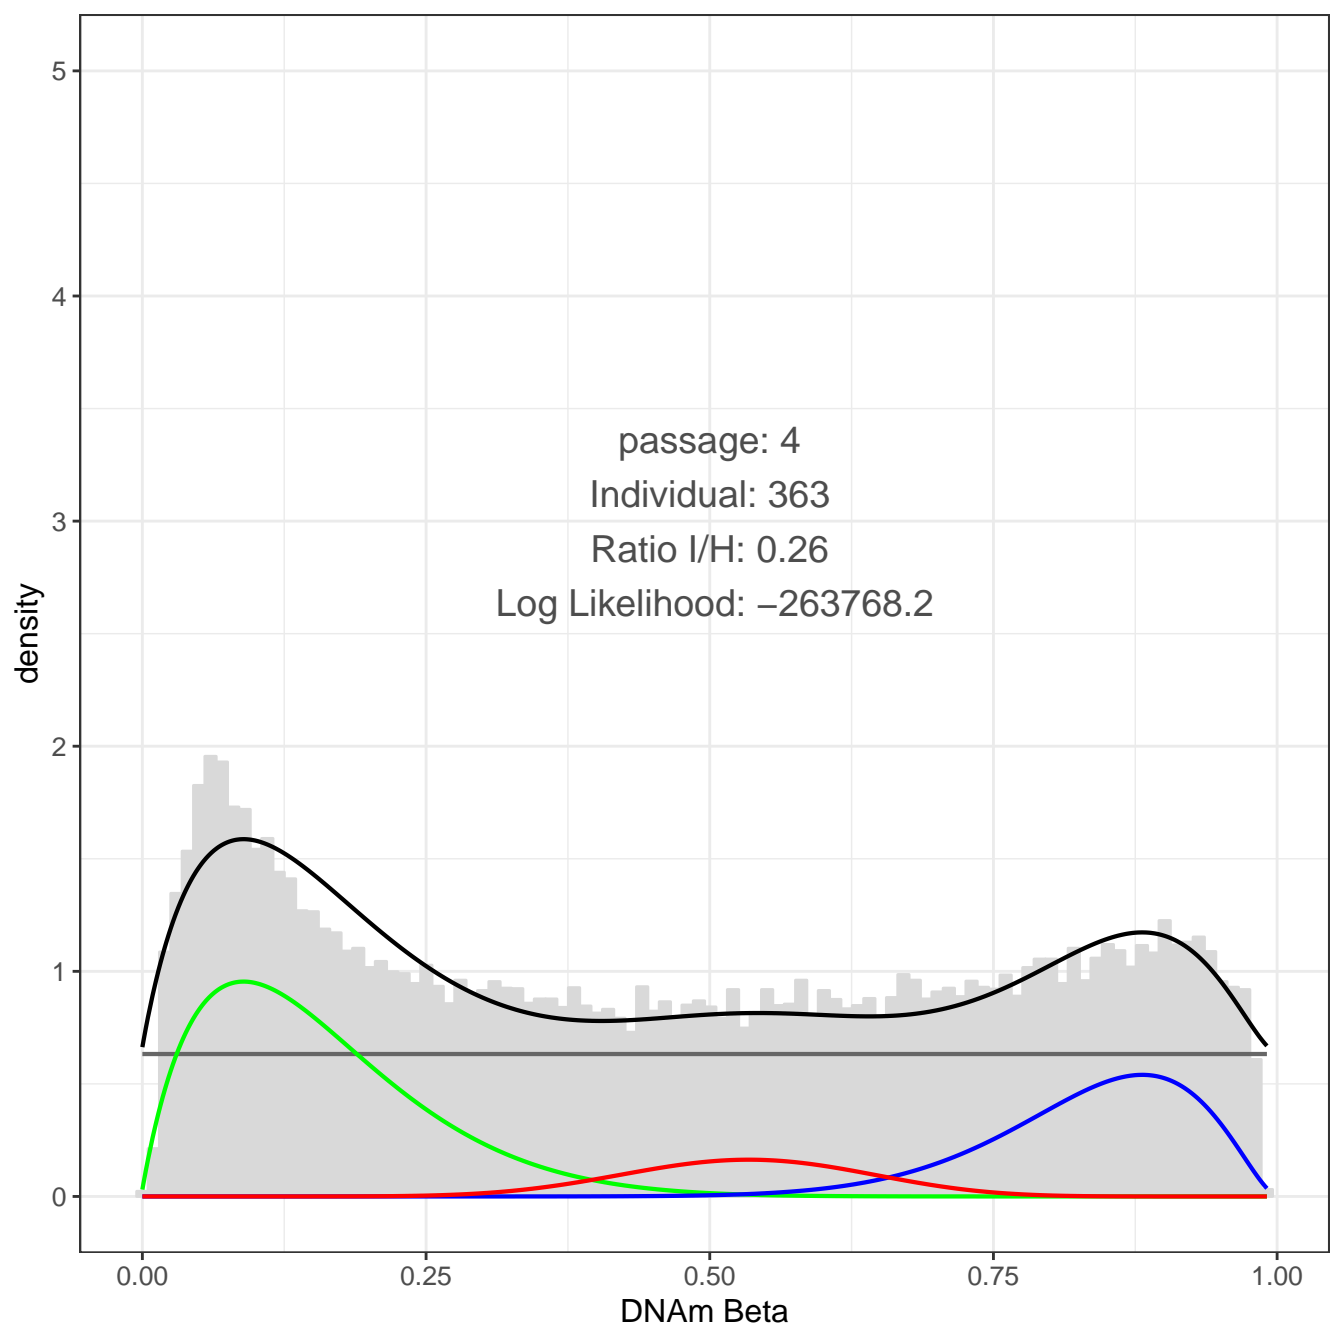 5
4
3
2
1
0
density
passage: 4
Individual: 363
Ratio I/H: 0.26
Log Likelihood: −263768.2
0.00 0.25 0.50 0.75 1.00
DNAm Beta